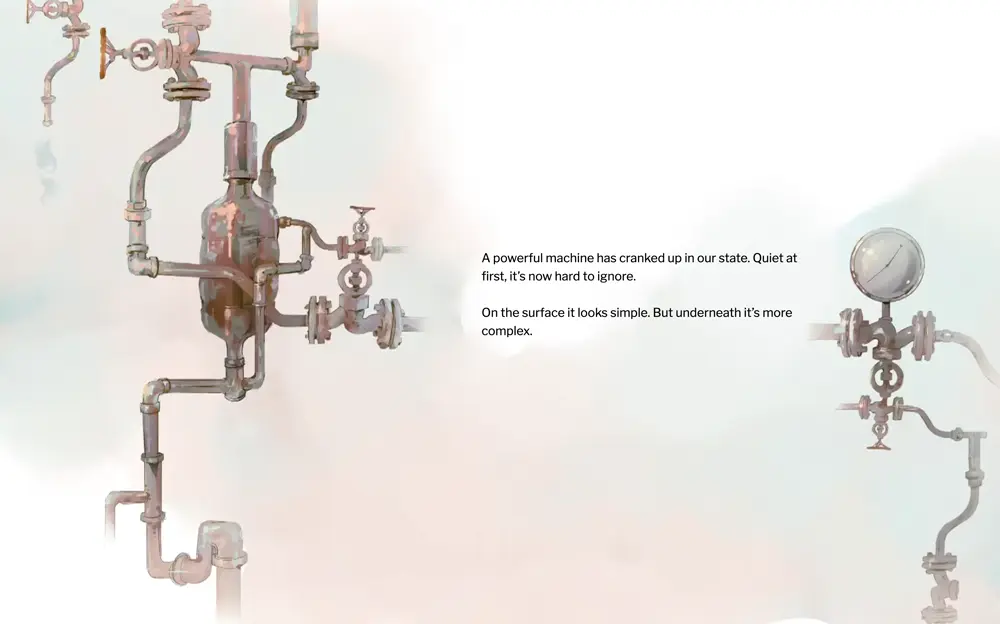 A powerful machine has cranked up in our state. Quiet at
first, it’s now hard to ignore.
On the surface it looks simple. But underneath it’s more
complex.